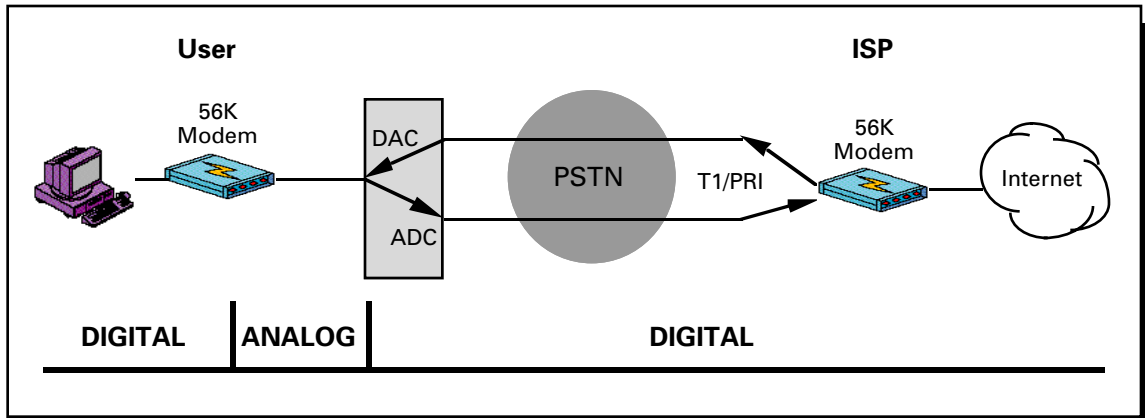 User
ISP
56K
Modem
DAC
ADC
PSTN
T1/PRI
56K
Modem
Internet
DIGITAL
ANALOG
DIGITAL